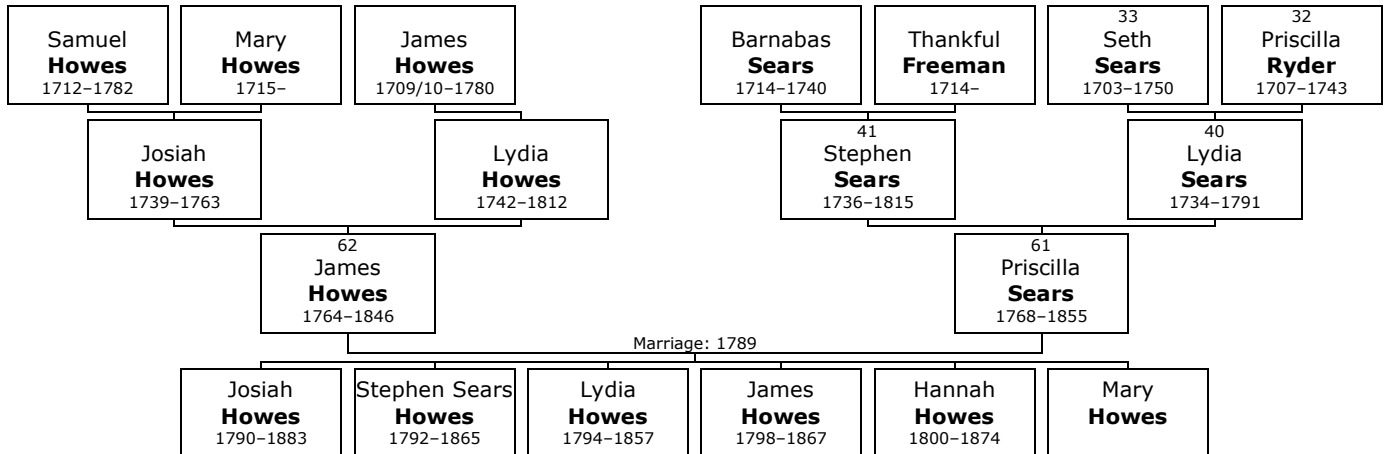 Samuel
Howes
1712–1782
Mary
Howes
1715–
James
Howes
1709/10–1780
Barnabas
Sears
1714–1740
Thankful
Freeman
1714–
33
Seth
Sears
1703–1750
32
Priscilla
Ryder
1707–1743
Josiah
Howes
1739–1763
Lydia
Howes
1742–1812
41
Stephen
Sears
1736–1815
40
Lydia
Sears
1734–1791
62
James
Howes
1764–1846
61
Priscilla
Sears
1768–1855
Marriage: 1789
Josiah
Howes
1790–1883
Stephen Sears
Howes
1792–1865
Lydia
Howes
1794–1857
James
Howes
1798–1867
Hannah
Howes
1800–1874
Mary
Howes